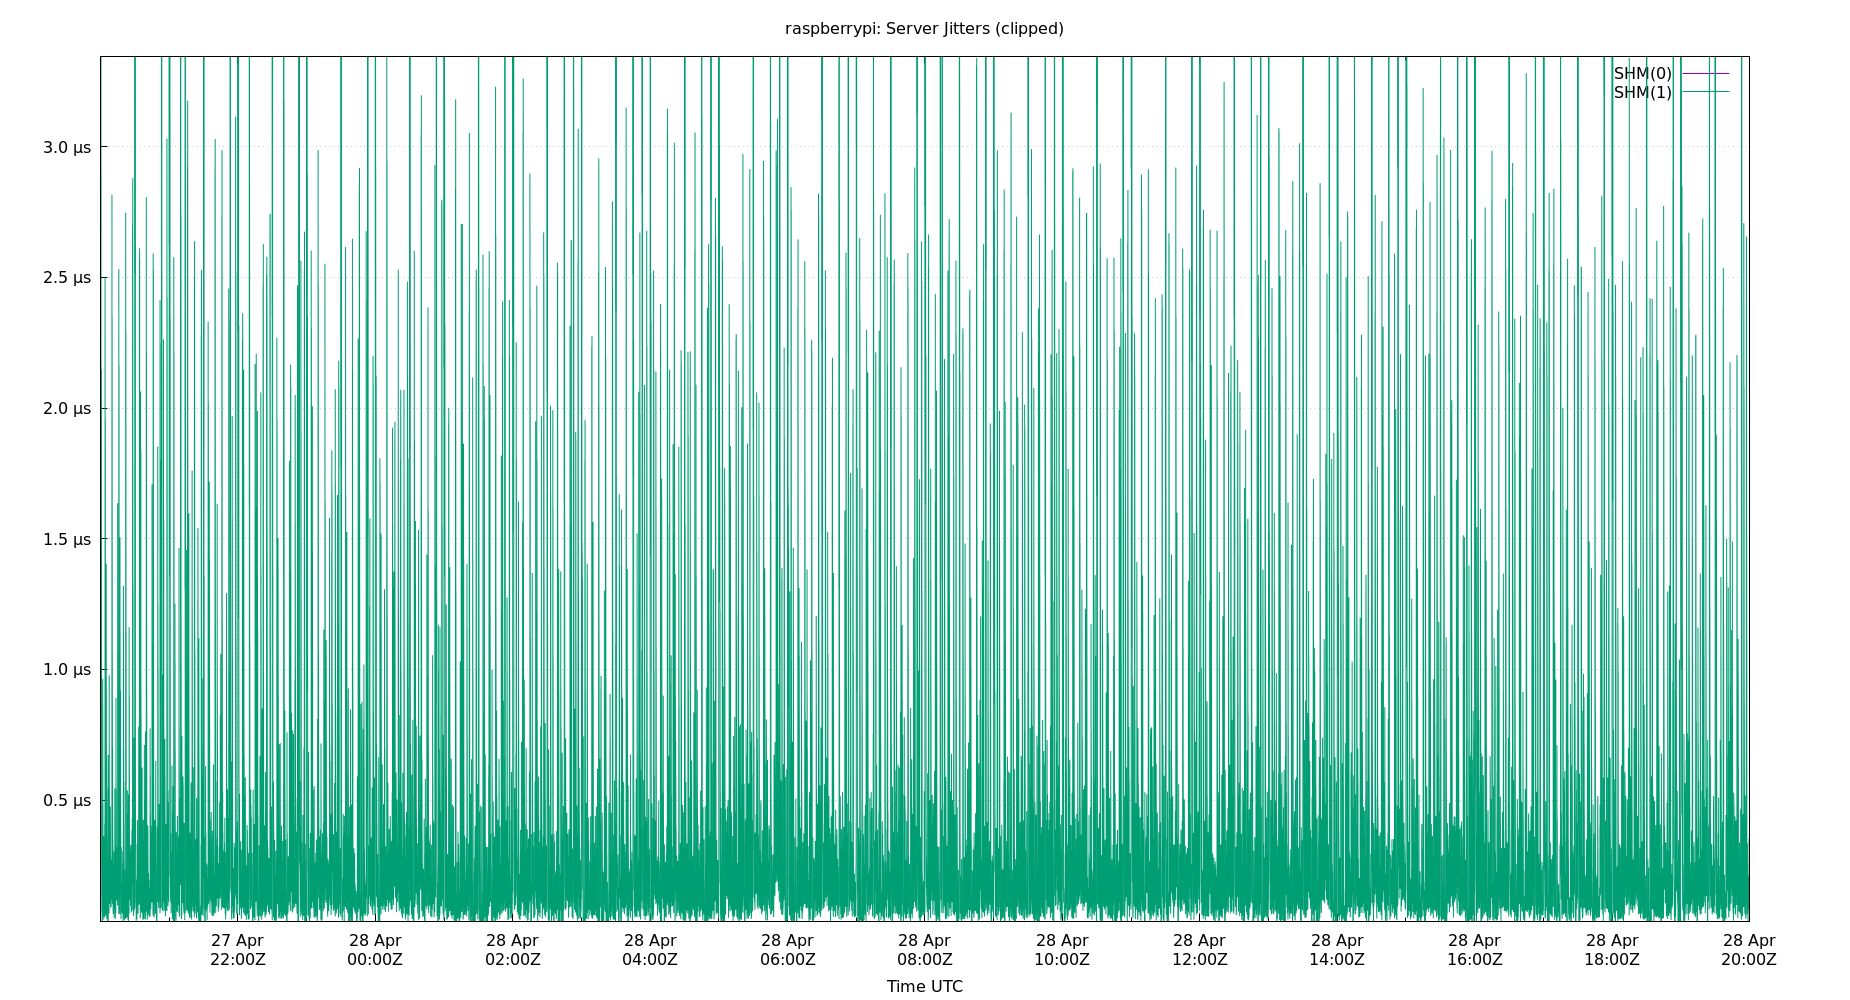 raspberrypi: Server Jitters (clipped)
SHM(0)
SHM(1)
3.0 µs
2.5 µs
2.0 µs
1.5 µs
1.0 µs
0.5 µs
27 Apr 28 Apr 28 Apr 28 Apr 28 Apr 28 Apr 28 Apr 28 Apr 28 Apr 28 Apr 28 Apr 28 Apr
22:00Z 00:00Z 02:00Z 04:00Z 06:00Z 08:00Z 10:00Z 12:00Z 14:00Z 16:00Z 18:00Z 20:00Z
Time UTC